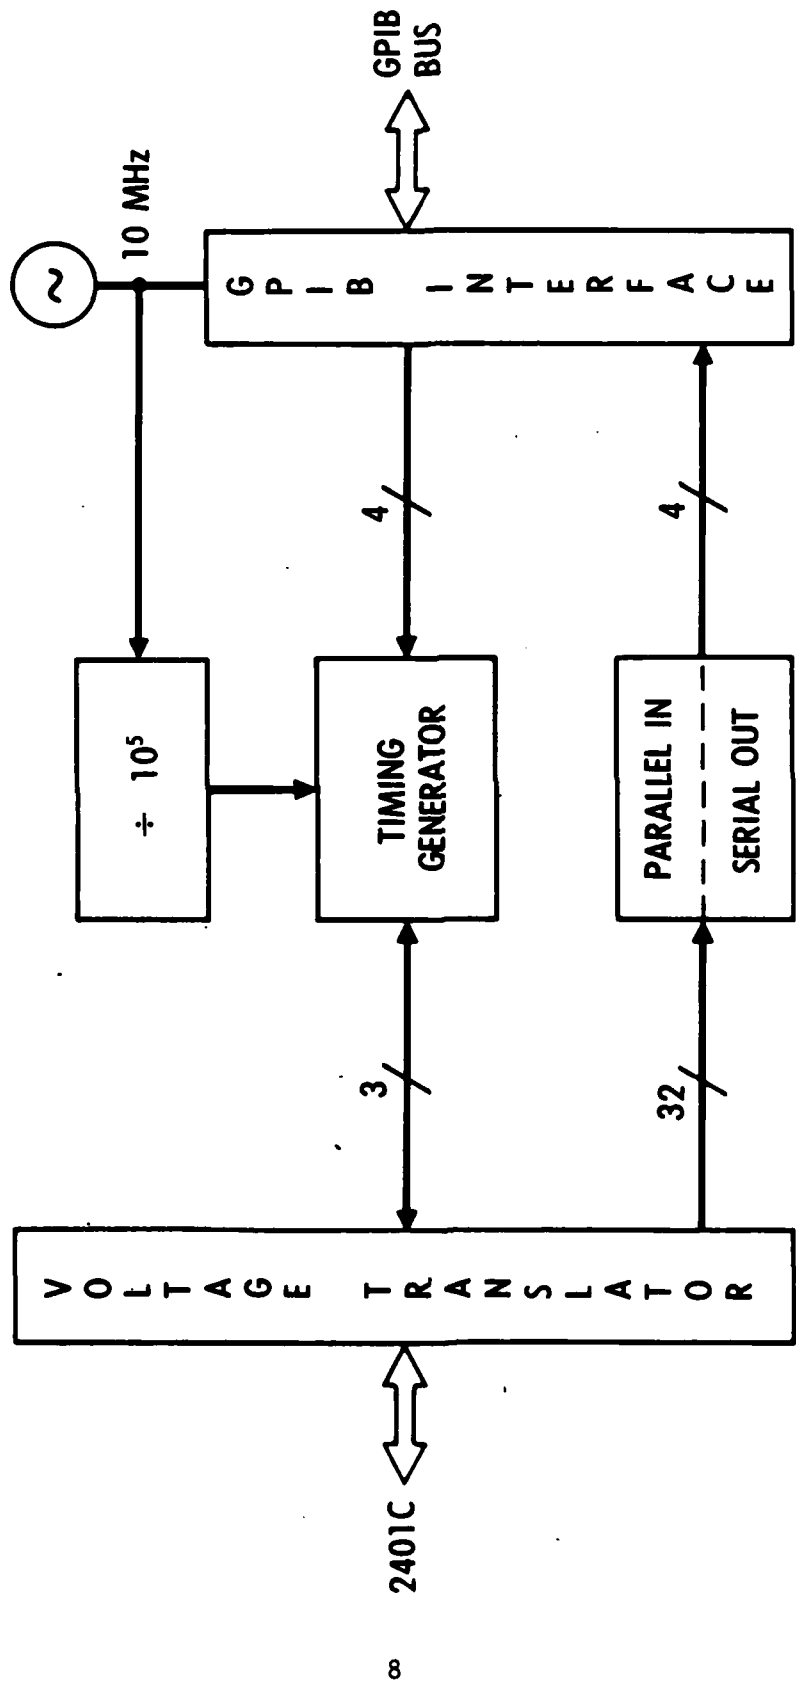 10 MHz
GPIB
BUS
÷ 10⁵
GPIB INTERFACE
4
TIMING
GENERATOR
3
4
PARALLEL IN
SERIAL OUT
32
VOLTAGE TRANSLATOR
2401C
8